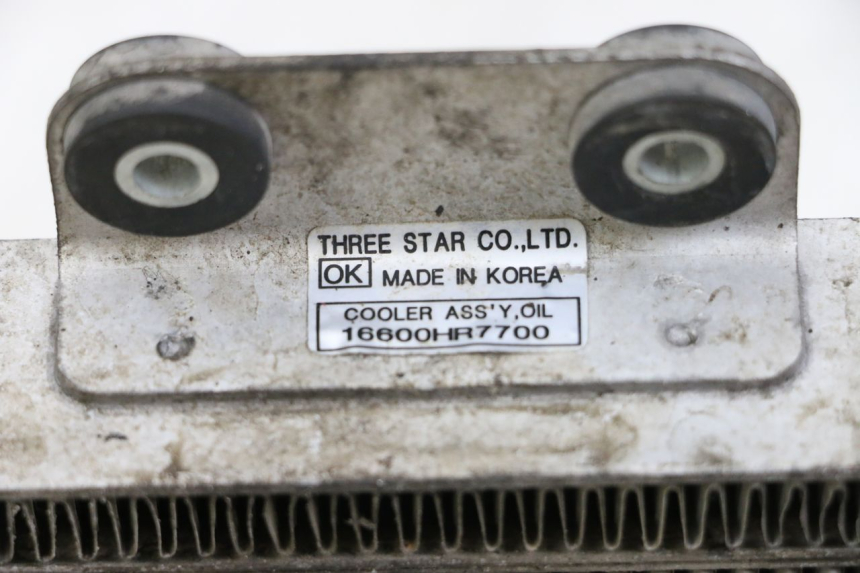 THREE STAR CO.,LTD.
OK MADE IN KOREA
COOLER ASS'Y,OIL
16600HR7700